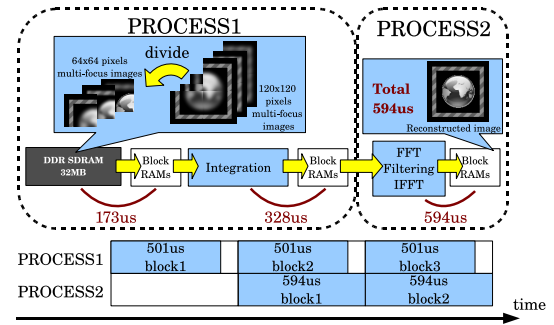 PROCESS1
PROCESS2
64x64 pixels
multi-focus images
divide
120x120
pixels
multi-focus
images
Total
594us
Reconstructed image
DDR SDRAM
32MB
Block
RAMs
Integration
Block
RAMs
FFT
Filtering
IFFT
Block
RAMs
173us
328us
594us
PROCESS1
501us
block1
501us
block2
501us
block3
PROCESS2
594us
block1
594us
block2
time